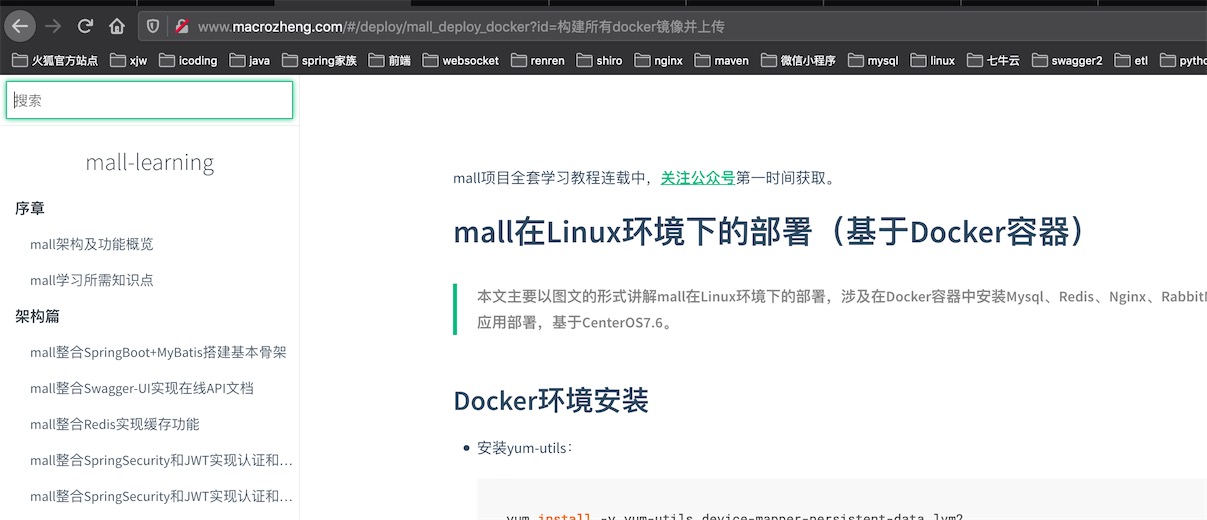 www.macrozheng.com/#/deploy/mall_deploy_docker?id=构建所有docker镜像并上传
火狐官方站点 xjw icoding java spring家族 前端 websocket renren shiro nginx maven 微信小程序 mysql linux 七牛云 swagger2 etl pytho
搜索
mall-learning
序章
mall架构及功能概览
mall学习所需知识点
架构篇
mall整合SpringBoot+MyBatis搭建基本骨架
mall整合Swagger-UI实现在线API文档
mall整合Redis实现缓存功能
mall整合SpringSecurity和JWT实现认证和…
mall整合SpringSecurity和JWT实现认证和…
mall项目全套学习教程连载中，关注公众号第一时间获取。
mall在Linux环境下的部署（基于Docker容器）
本文主要以图文的形式讲解mall在Linux环境下的部署，涉及在Docker容器中安装Mysql、Redis、Nginx、Rabbit
应用部署，基于CenterOS7.6。
Docker环境安装
安装yum-utils：
yum install -y yum-utils device-mapper-persistent-data lvm2